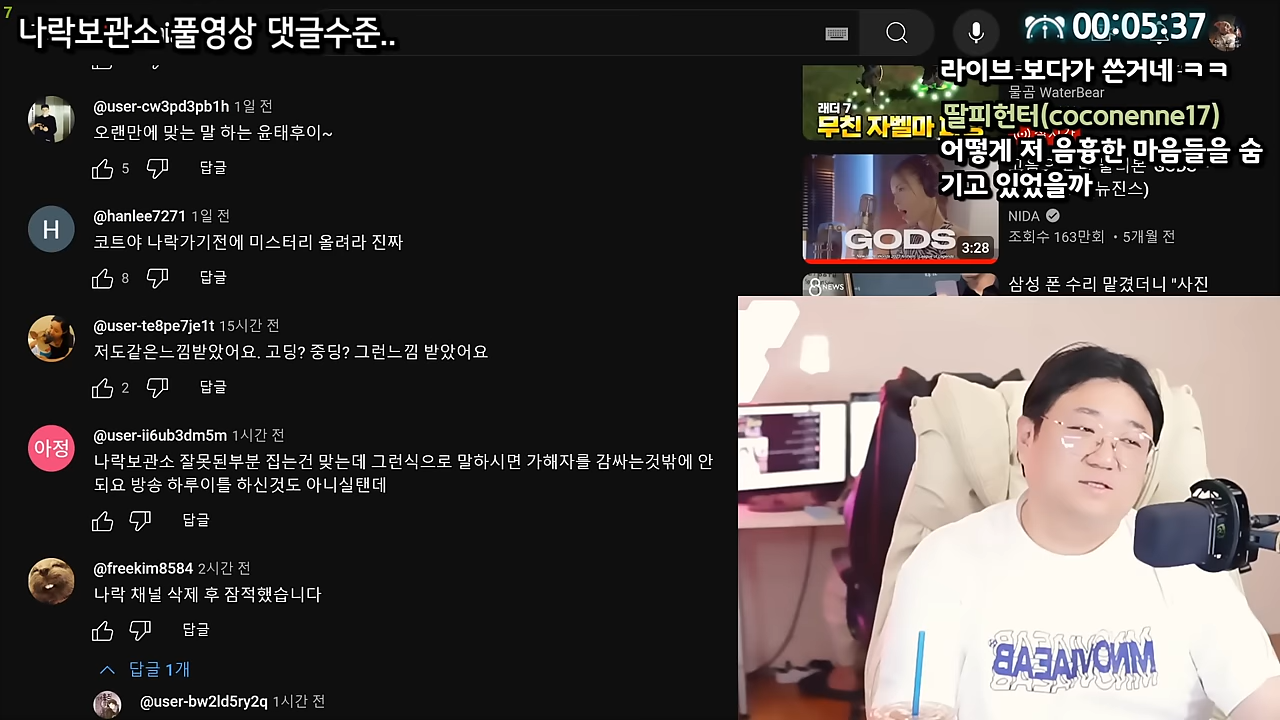 7
나락보관소 풀영상 댓글수준..
00:05:37
@user-cw3pd3pb1h 1일 전
오랜만에 맞는 말 하는 윤태후이~
5
답글
@hanlee7271 1일 전
코트야 나락가기전에 미스터리 올려라 진짜
8
답글
@user-te8pe7je1t 15시간 전
저도같은느낌받았어요. 고딩? 중딩? 그런느낌 받았어요
2
답글
아정
@user-ii6ub3dm5m 1시간 전
나락보관소 잘못된부분 집는건 맞는데 그런식으로 말하시면 가해자를 감싸는것밖에 안
되요 방송 하루이틀 하신것도 아니실탠데
답글
@freekim8584 2시간 전
나락 채널 삭제 후 잠적했습니다
답글
답글 1개
@user-bw2ld5ry2q 1시간 전
라이브 보다가 쓴거네 ㅋㅋ
물곰 WaterBear
딸피헌터(coconenne17)
어떻게 저 음흉한 마음들을 숨
기고 있었을까
뉴진스)
NIDA
조회수 163만회 • 5개월 전
래더 7
무친 자벨마
GODS
3:28
8 NEWS
삼성 폰 수리 맡겼더니 "사진
H